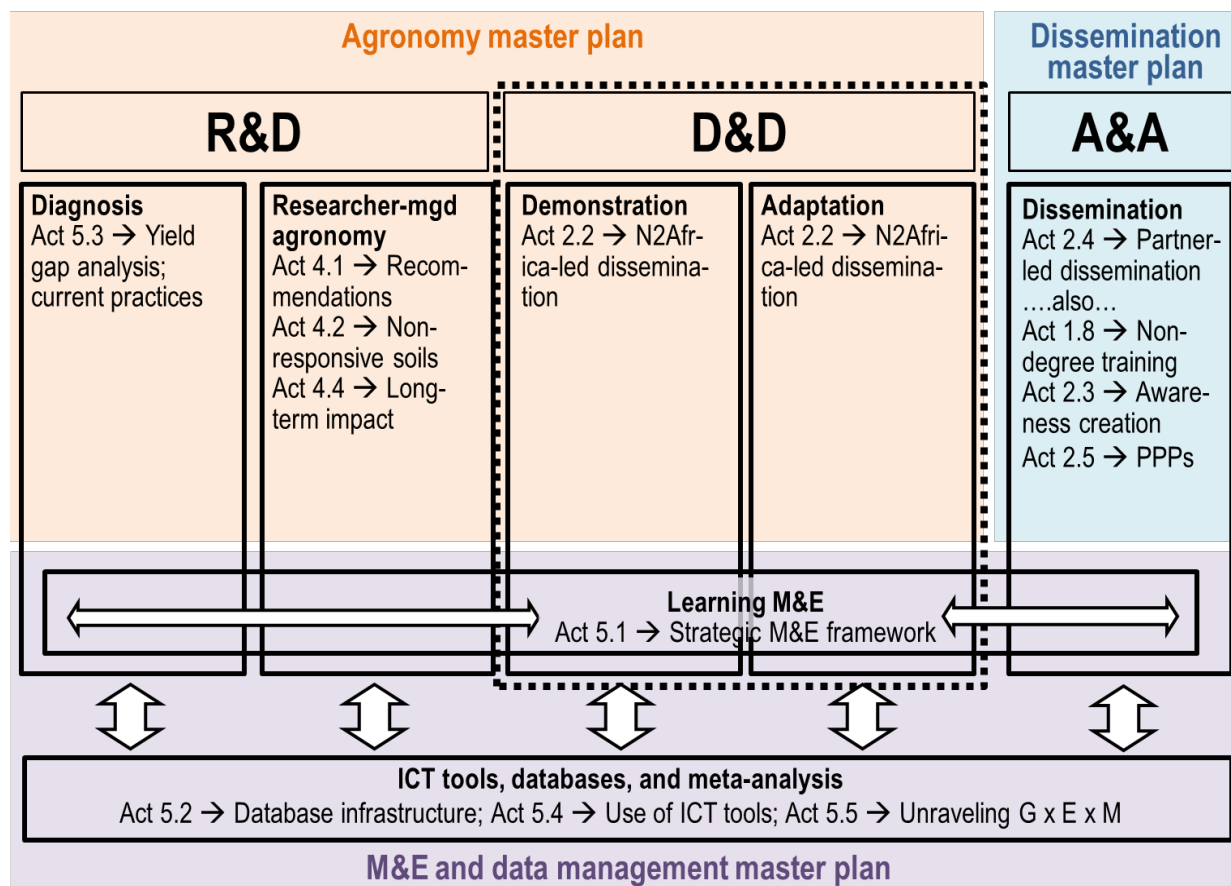 Agronomy master plan
Dissemination
master plan
R&D
D&D
A&A
Diagnosis
Act 5.3 → Yield
gap analysis;
current practices
Researcher-mgd
agronomy
Act 4.1 → Recom-
mendations
Act 4.2 → Non-
responsive soils
Act 4.4 → Long-
term impact
Demonstration
Act 2.2 → N2Afr-
ica-led dissemina-
tion
Adaptation
Act 2.2 → N2Afri-
ca-led dissemina-
tion
Dissemination
Act 2.4 → Partner-
led dissemination
….also…
Act 1.8 → Non-
degree training
Act 2.3 → Aware-
ness creation
Act 2.5 → PPPs
Learning M&E
Act 5.1 → Strategic M&E framework
ICT tools, databases, and meta-analysis
Act 5.2 → Database infrastructure; Act 5.4 → Use of ICT tools; Act 5.5 → Unraveling G x E x M
M&E and data management master plan